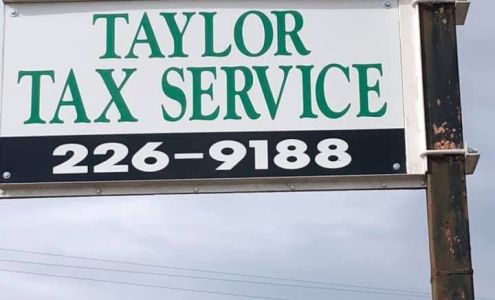 TAYLOR
TAX SERVICE
226-9188